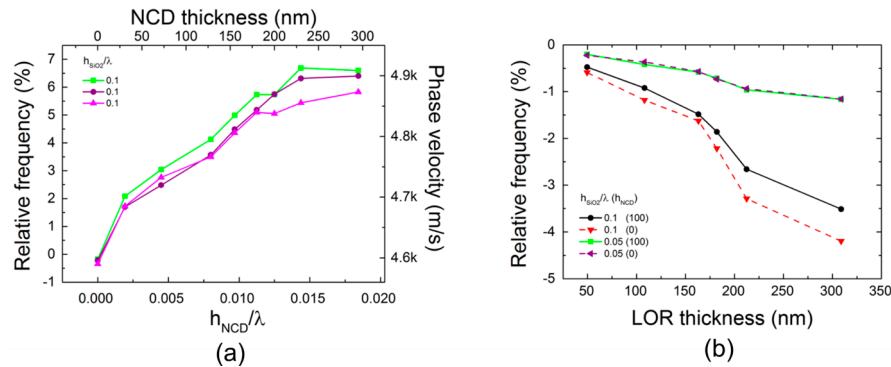 NCD thickness (nm)
0 50 100 150 200 250 300
7
6
5
4
3
2
1
0
-1
Relative frequency (%)
h_SiO2/λ
0.1
0.1
0.1
4.9k
4.8k
4.7k
4.6k
Phase velocity (m/s)
0.000 0.005 0.010 0.015 0.020
h_NCD/λ
(a)
0
-1
-2
-3
-4
-5
Relative frequency (%)
h_SiO2/λ (h_NCD)
0.1 (100)
0.1 (0)
0.05 (100)
0.05 (0)
50 100 150 200 250 300 350
LOR thickness (nm)
(b)